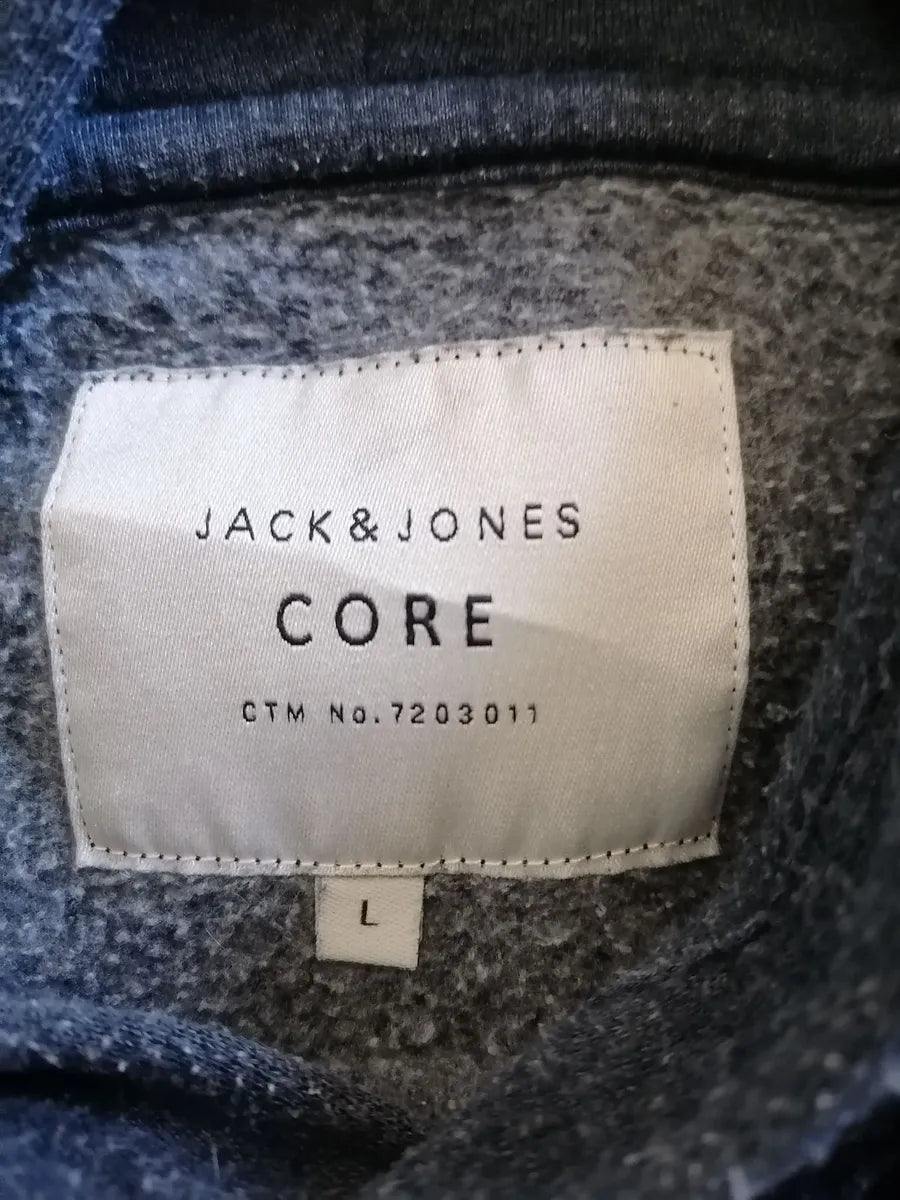 JACK&JONES
CORE
CTM No.7203011
L